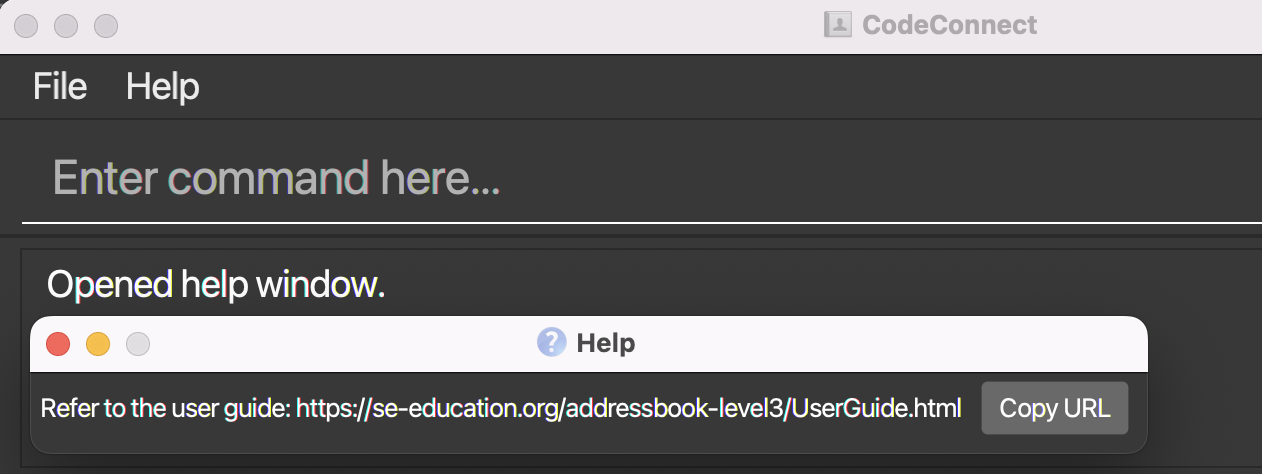 CodeConnect
File Help
Enter command here...
Opened help window.
Help
Refer to the user guide: https://se-education.org/addressbook-level3/UserGuide.html Copy URL